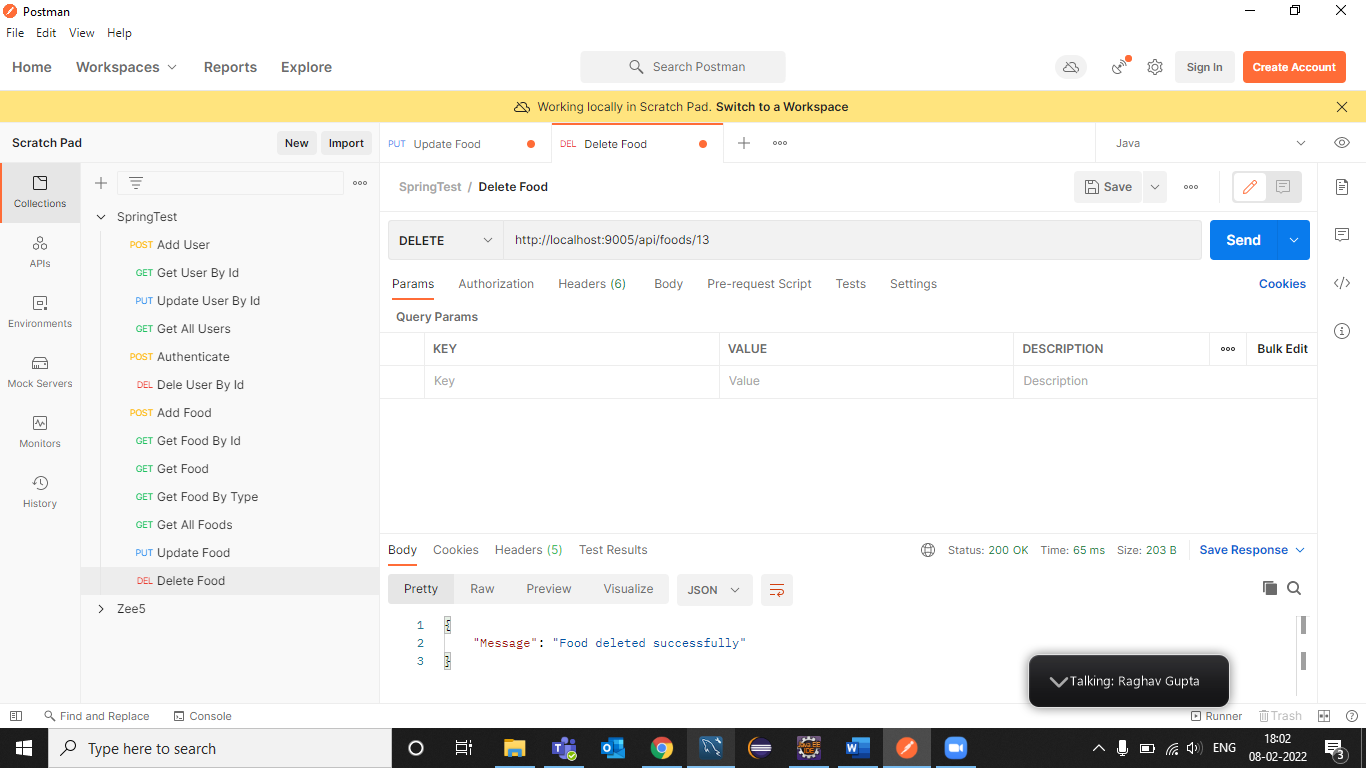 Postman
File Edit View Help
Home Workspaces Reports Explore Search Postman Sign In Create Account
Working locally in Scratch Pad. Switch to a Workspace
Scratch Pad New Import PUT Update Food DEL Delete Food Java
SpringTest / Delete Food Save
Collections
APIs
Environments
Mock Servers
Monitors
History
SpringTest
POST Add User
GET Get User By Id
PUT Update User By Id
GET Get All Users
POST Authenticate
DEL Dele User By Id
POST Add Food
GET Get Food By Id
GET Get Food
GET Get Food By Type
GET Get All Foods
PUT Update Food
DEL Delete Food
Zee5
DELETE http://localhost:9005/api/foods/13 Send
Params Authorization Headers (6) Body Pre-request Script Tests Settings Cookies
Query Params
KEY VALUE DESCRIPTION Bulk Edit
Key Value Description
Body Cookies Headers (5) Test Results Status: 200 OK Time: 65 ms Size: 203 B Save Response
Pretty Raw Preview Visualize JSON
1 {
2 "Message": "Food deleted successfully"
3 }
Talking: Raghav Gupta
Find and Replace Console Runner Trash
Type here to search ENG 18:02
08-02-2022 3